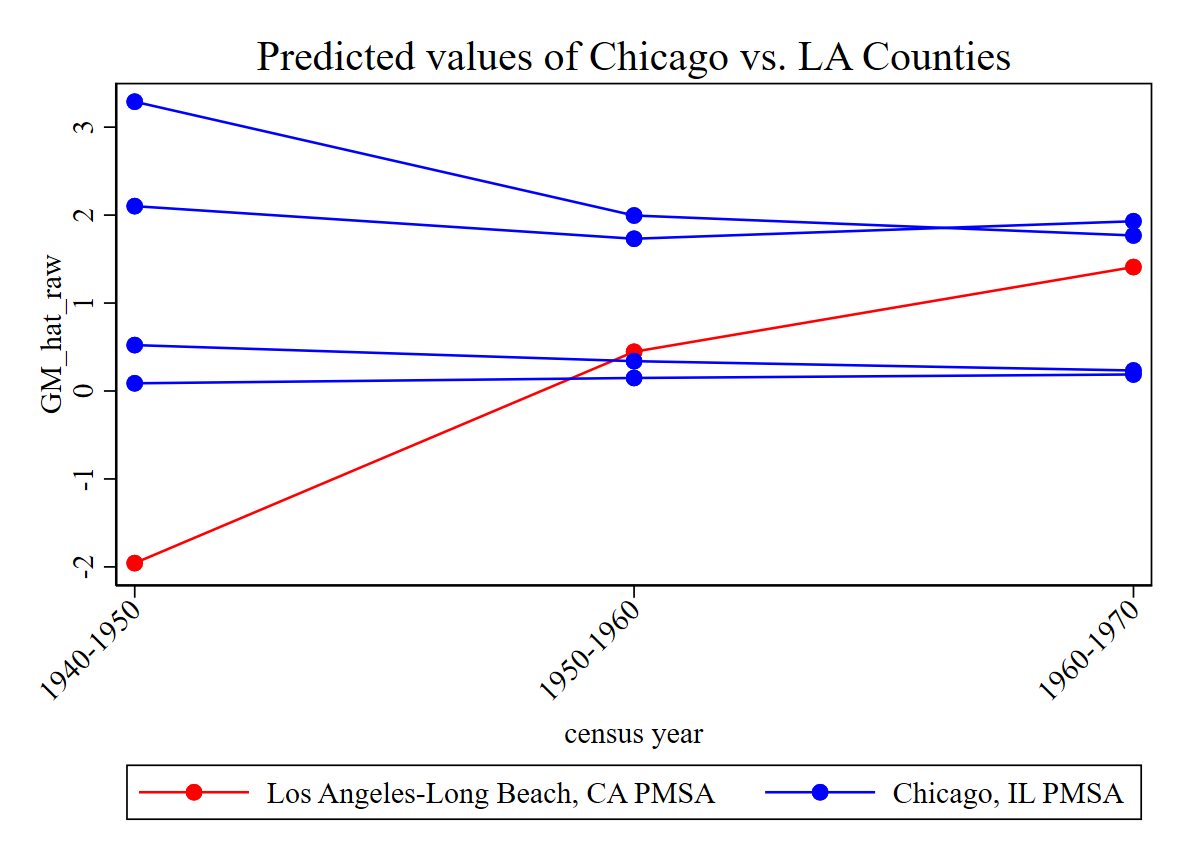 Predicted values of Chicago vs. LA Counties
GM_hat_raw
3
2
1
0
-1
-2
1940-1950
1950-1960
1960-1970
census year
Los Angeles-Long Beach, CA PMSA
Chicago, IL PMSA